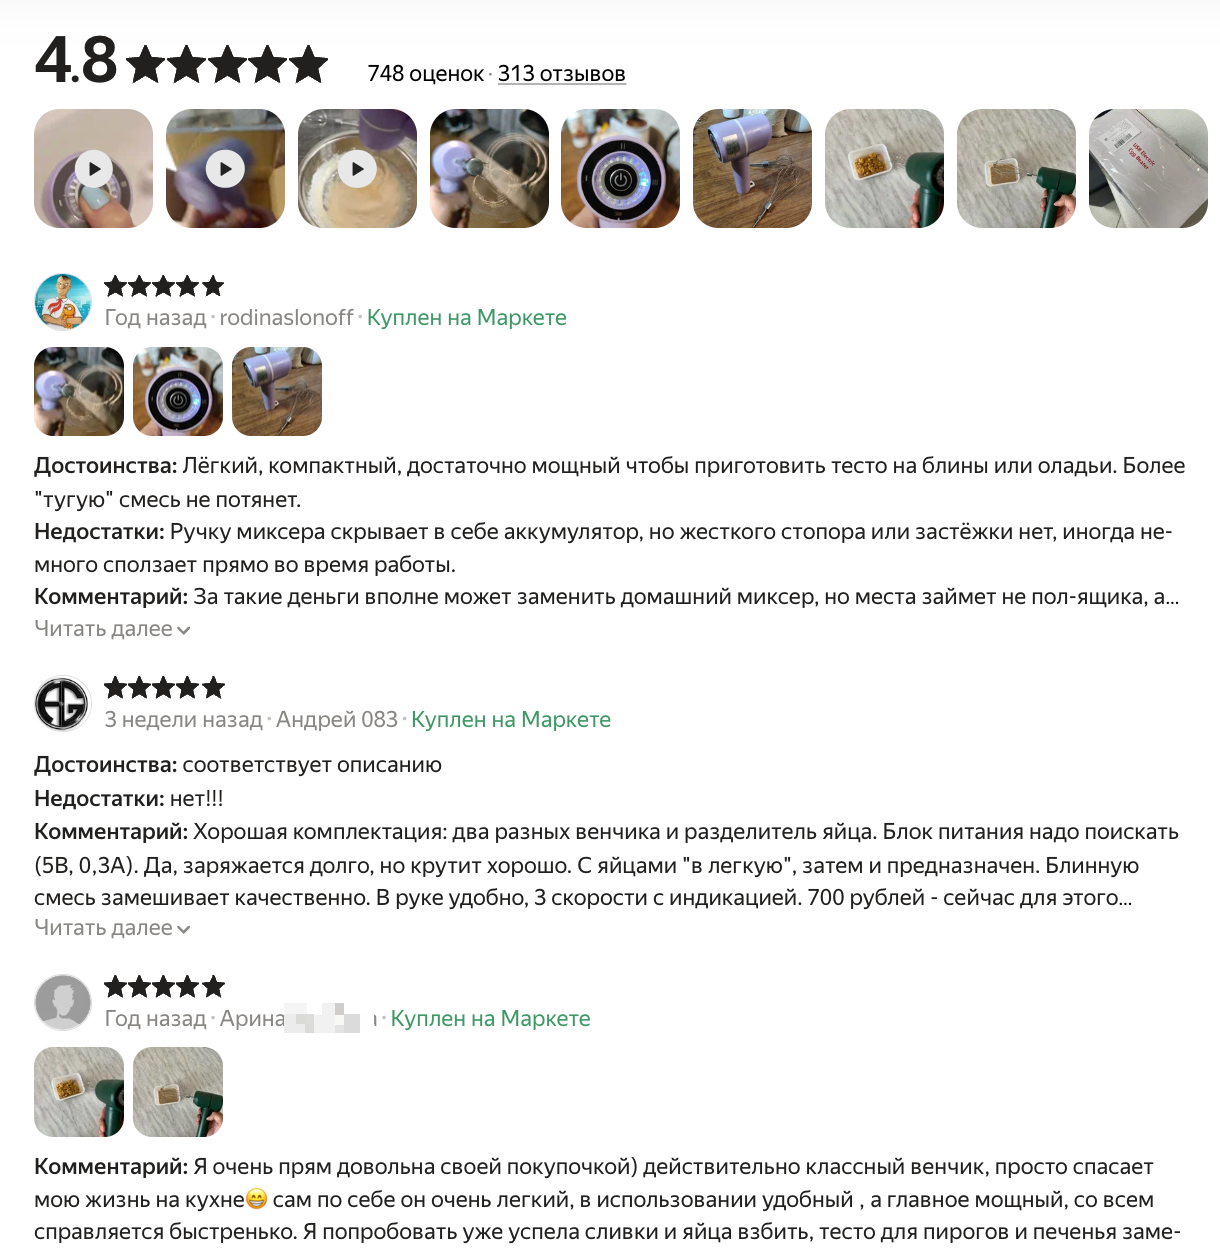 4.8 ★★★★★ 748 оценок · 313 отзывов
USB Electric
Egg Beater
★★★★★
Год назад · rodinaslonoff · Куплен на Маркете
Достоинства: Лёгкий, компактный, достаточно мощный чтобы приготовить тесто на блины или оладьи. Более
"тугую" смесь не потянет.
Недостатки: Ручку миксера скрывает в себе аккумулятор, но жесткого стопора или застёжки нет, иногда не-
много сползает прямо во время работы.
Комментарий: За такие деньги вполне может заменить домашний миксер, но места займет не пол-ящика, а...
Читать далее
★★★★★
3 недели назад · Андрей 083 · Куплен на Маркете
Достоинства: соответствует описанию
Недостатки: нет!!!
Комментарий: Хорошая комплектация: два разных венчика и разделитель яйца. Блок питания надо поискать
(5В, 0,3А). Да, заряжается долго, но крутит хорошо. С яйцами "в легкую", затем и предназначен. Блинную
смесь замешивает качественно. В руке удобно, 3 скорости с индикацией. 700 рублей - сейчас для этого...
Читать далее
★★★★★
Год назад · Арина · Куплен на Маркете
Комментарий: Я очень прям довольна своей покупочкой) действительно классный венчик, просто спасает
мою жизнь на кухне😁 сам по себе он очень легкий, в использовании удобный , а главное мощный, со всем
справляется быстренько. Я попробовать уже успела сливки и яйца взбить, тесто для пирогов и печенья заме-